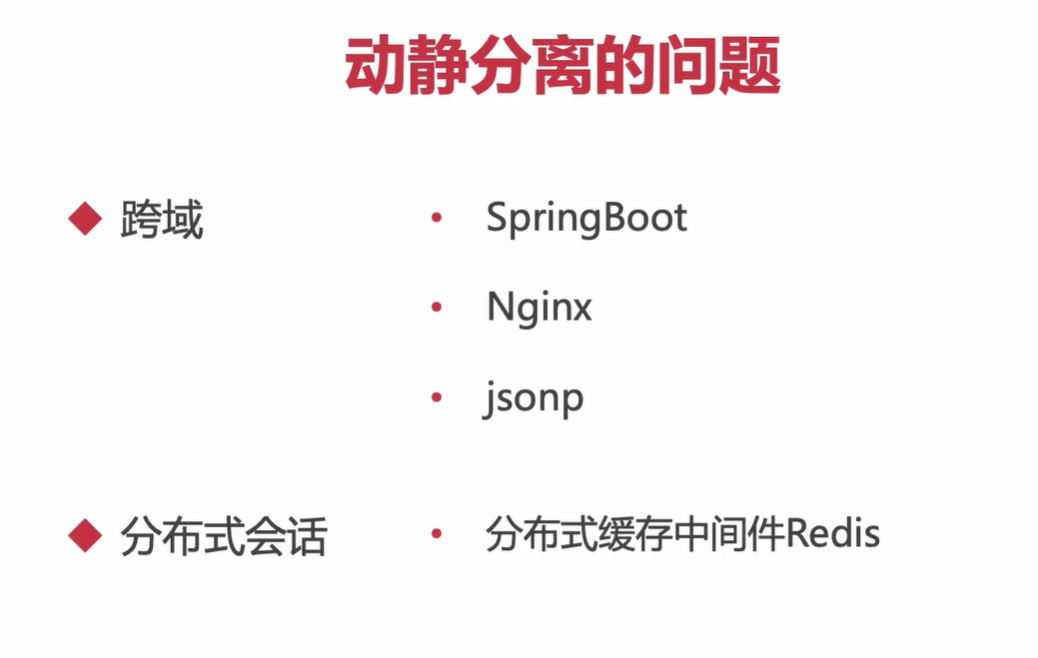 动静分离的问题
跨域
SpringBoot
Nginx
jsonp
分布式会话
分布式缓存中间件Redis